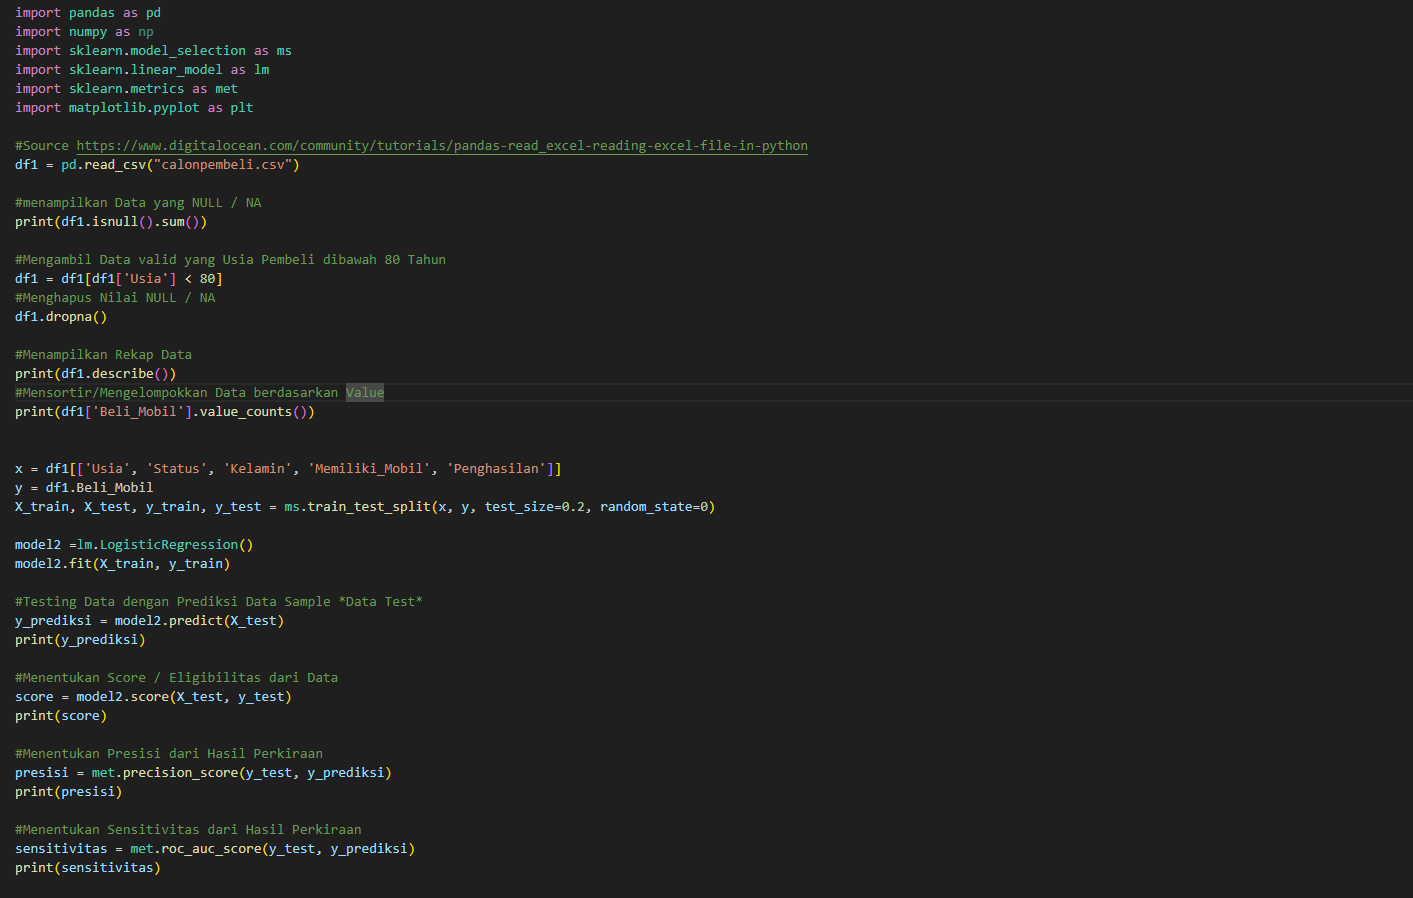 import pandas as pd
import numpy as np
import sklearn.model_selection as ms
import sklearn.linear_model as lm
import sklearn.metrics as met
import matplotlib.pyplot as plt
#Source https://www.digitalocean.com/community/tutorials/pandas-read_excel-reading-excel-file-in-python
df1 = pd.read_csv("calonpembeli.csv")
#menampilkan Data yang NULL / NA
print(df1.isnull().sum())
#Mengambil Data valid yang Usia Pembeli dibawah 80 Tahun
df1 = df1[df1['Usia'] < 80]
#Menghapus Nilai NULL / NA
df1.dropna()
#Menampilkan Rekap Data
print(df1.describe())
#Mensortir/Mengelompokkan Data berdasarkan Value
print(df1['Beli_Mobil'].value_counts())
x = df1[['Usia', 'Status', 'Kelamin', 'Memiliki_Mobil', 'Penghasilan']]
y = df1.Beli_Mobil
X_train, X_test, y_train, y_test = ms.train_test_split(x, y, test_size=0.2, random_state=0)
model2 =lm.LogisticRegression()
model2.fit(X_train, y_train)
#Testing Data dengan Prediksi Data Sample *Data Test*
y_prediksi = model2.predict(X_test)
print(y_prediksi)
#Menentukan Score / Eligibilitas dari Data
score = model2.score(X_test, y_test)
print(score)
#Menentukan Presisi dari Hasil Perkiraan
presisi = met.precision_score(y_test, y_prediksi)
print(presisi)
#Menentukan Sensitivitas dari Hasil Perkiraan
sensitivitas = met.roc_auc_score(y_test, y_prediksi)
print(sensitivitas)